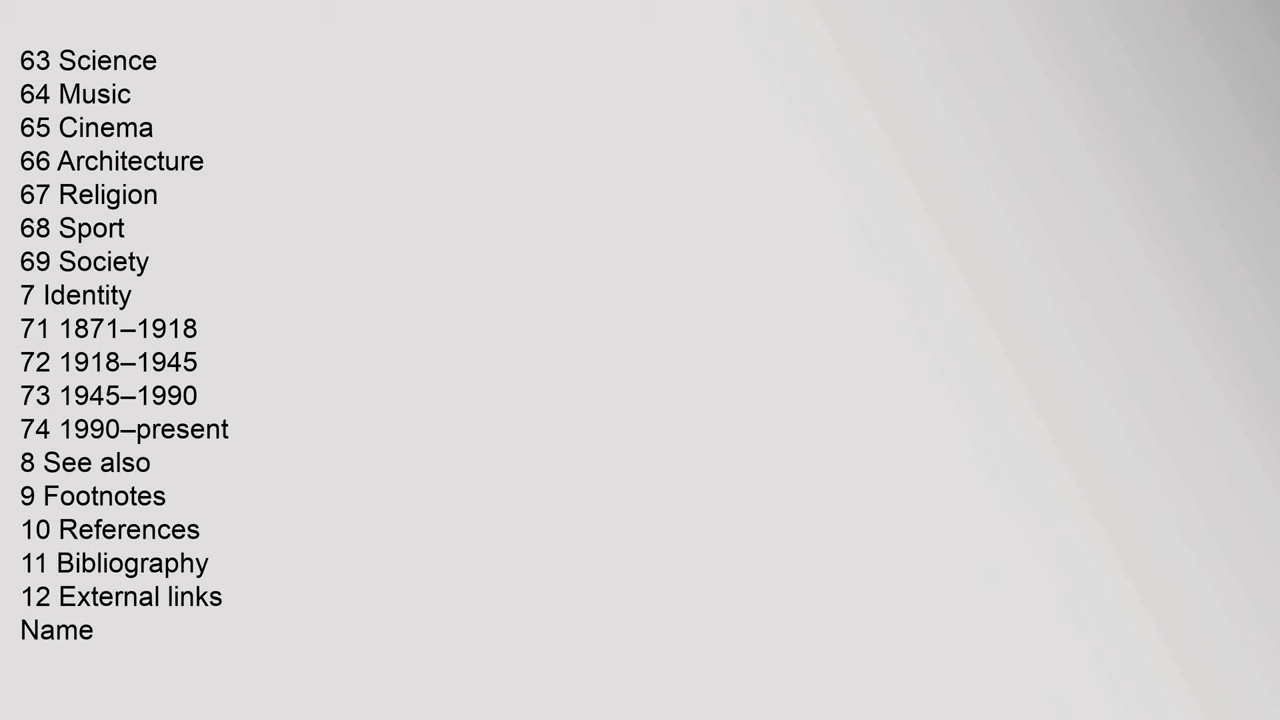 63 Science
64 Music
65 Cinema
66 Architecture
67 Religion
68 Sport
69 Society
7 Identity
71 1871–1918
72 1918–1945
73 1945–1990
74 1990–present
8 See also
9 Footnotes
10 References
11 Bibliography
12 External links
Name